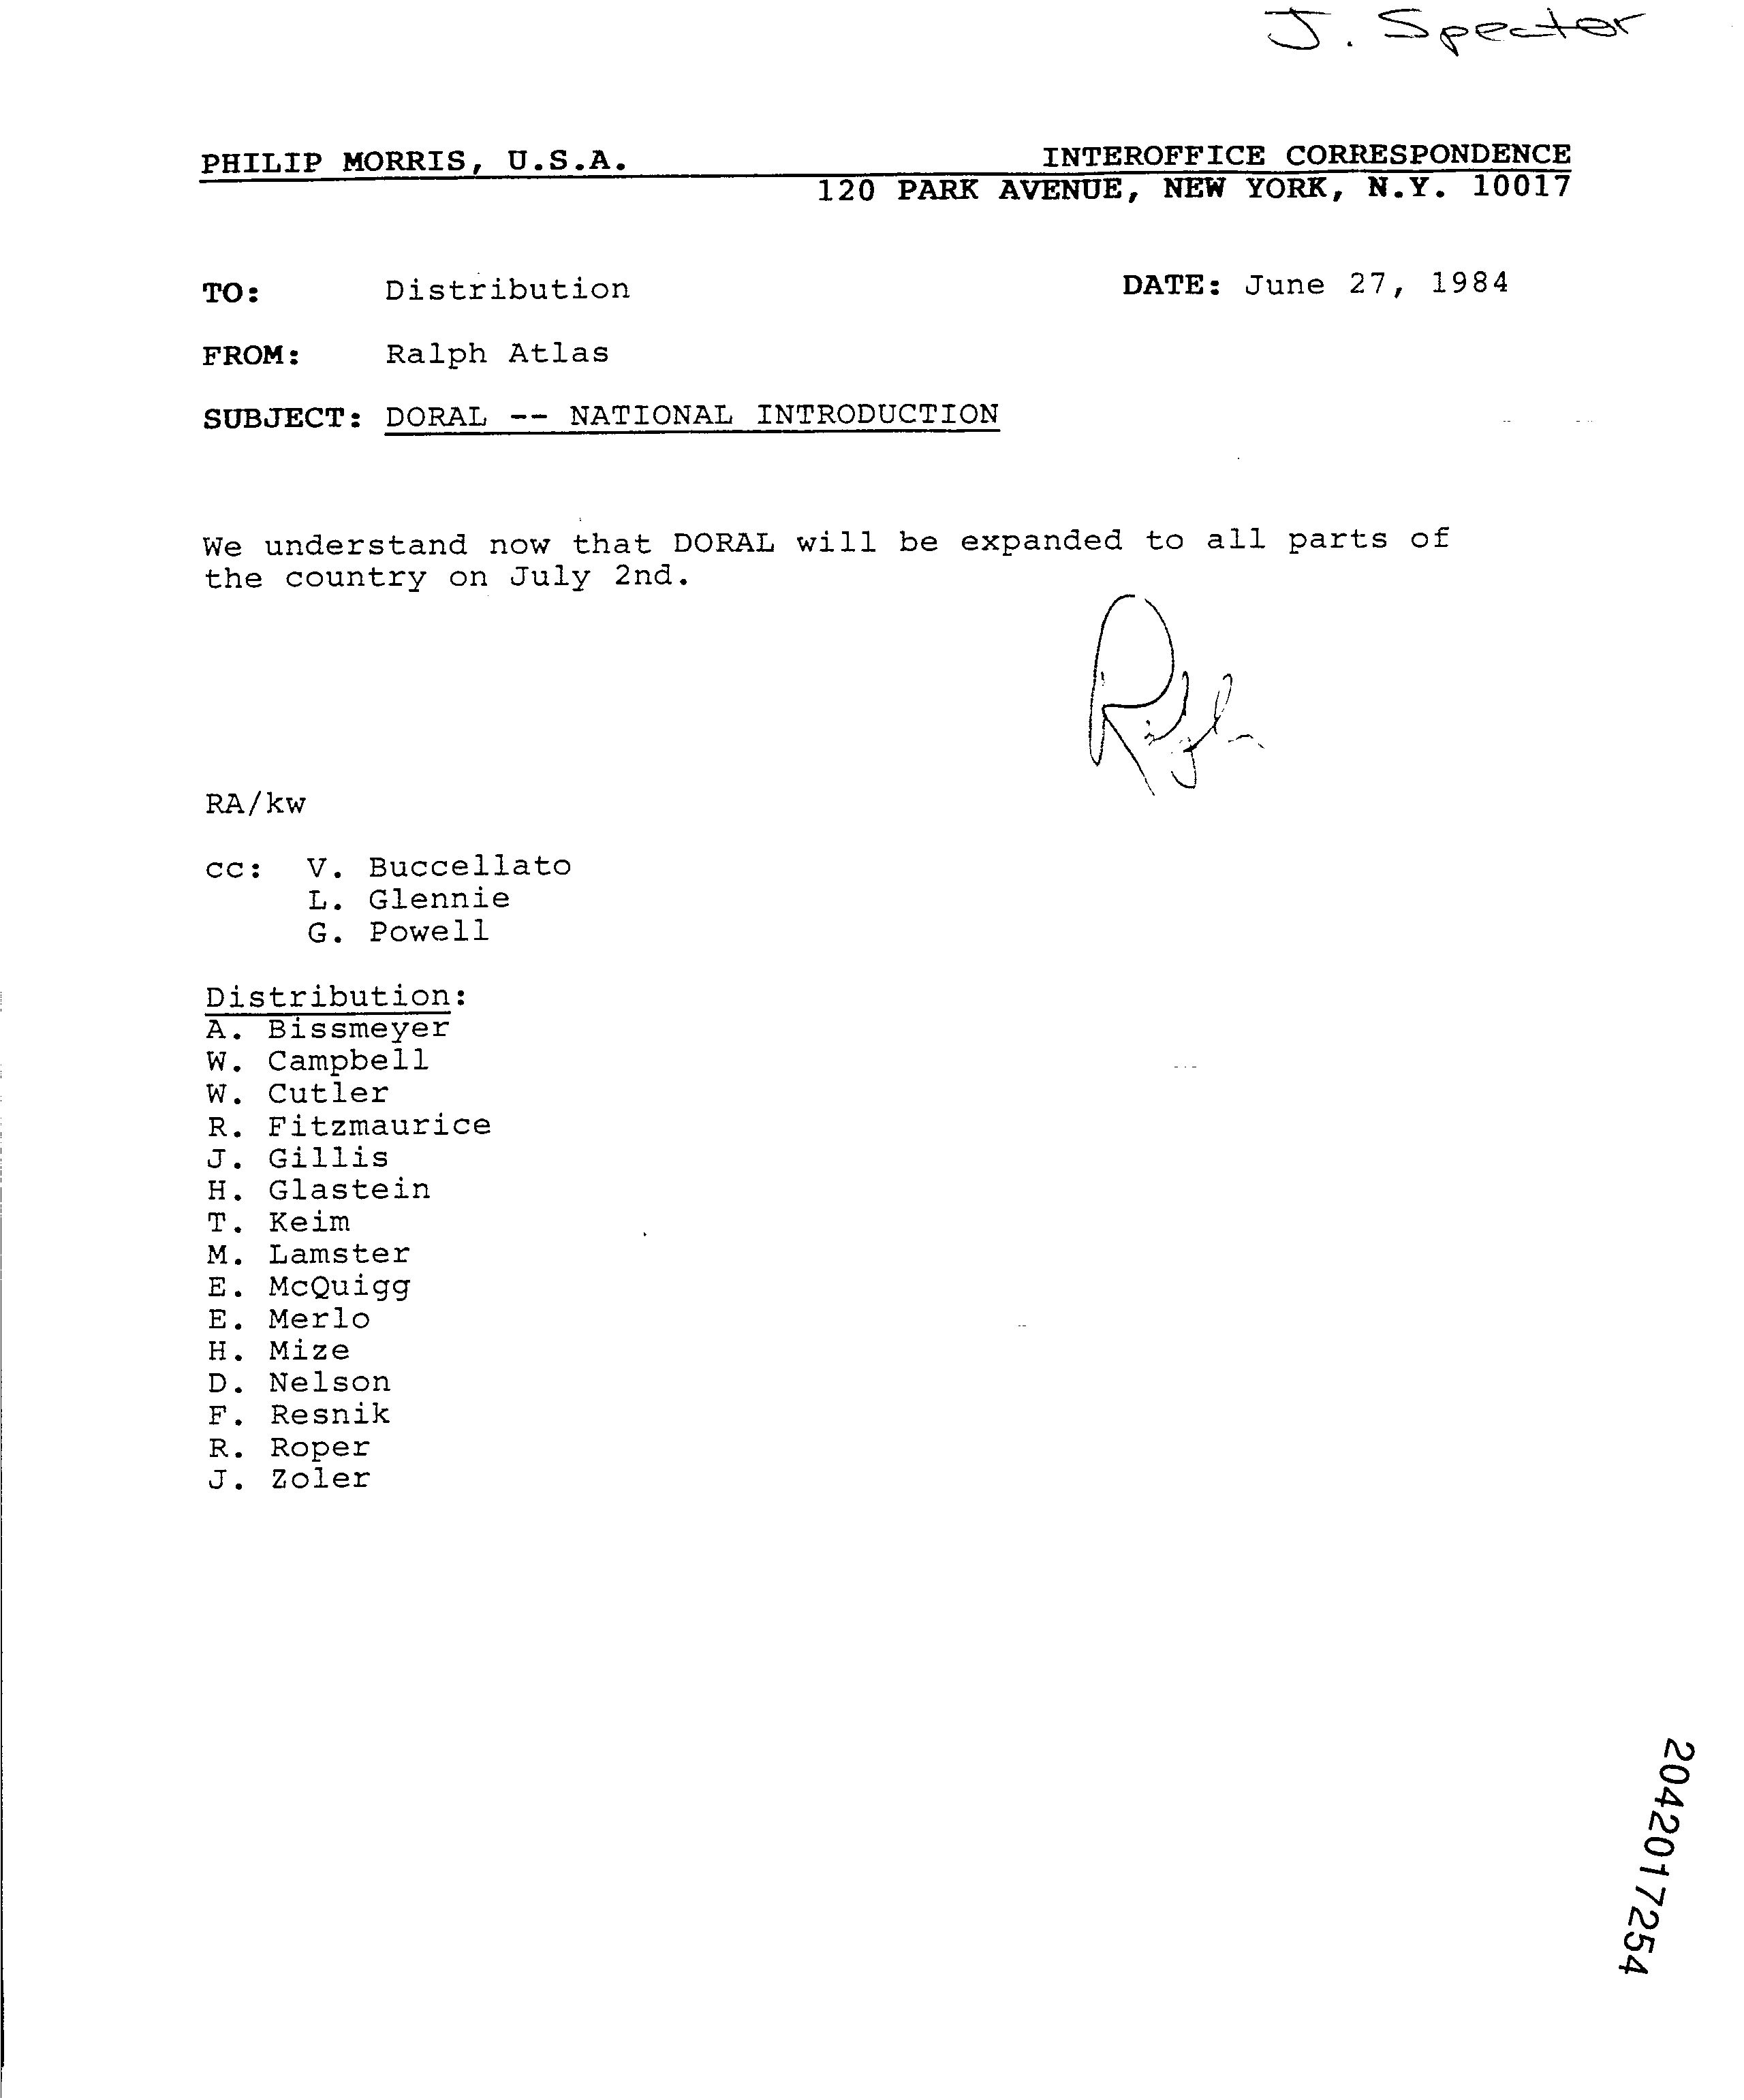 J. Spector
PHILIP MORRIS, U.S.A. INTEROFFICE CORRESPONDENCE
120 PARK AVENUE, NEW YORK, N.Y. 10017
TO: Distribution DATE: June 27, 1984
FROM: Ralph Atlas
SUBJECT: DORAL -- NATIONAL INTRODUCTION
We understand now that DORAL will be expanded to all parts of
the country on July 2nd.
RA/kw
cc: V. Buccellato
L. Glennie
G. Powell
Distribution:
A. Bissmeyer
W. Campbell
W. Cutler
R. Fitzmaurice
J. Gillis
H. Glastein
T. Keim
M. Lamster
E. McQuigg
E. Merlo
H. Mize
D. Nelson
F. Resnik
R. Roper
J. Zoler
2042017254